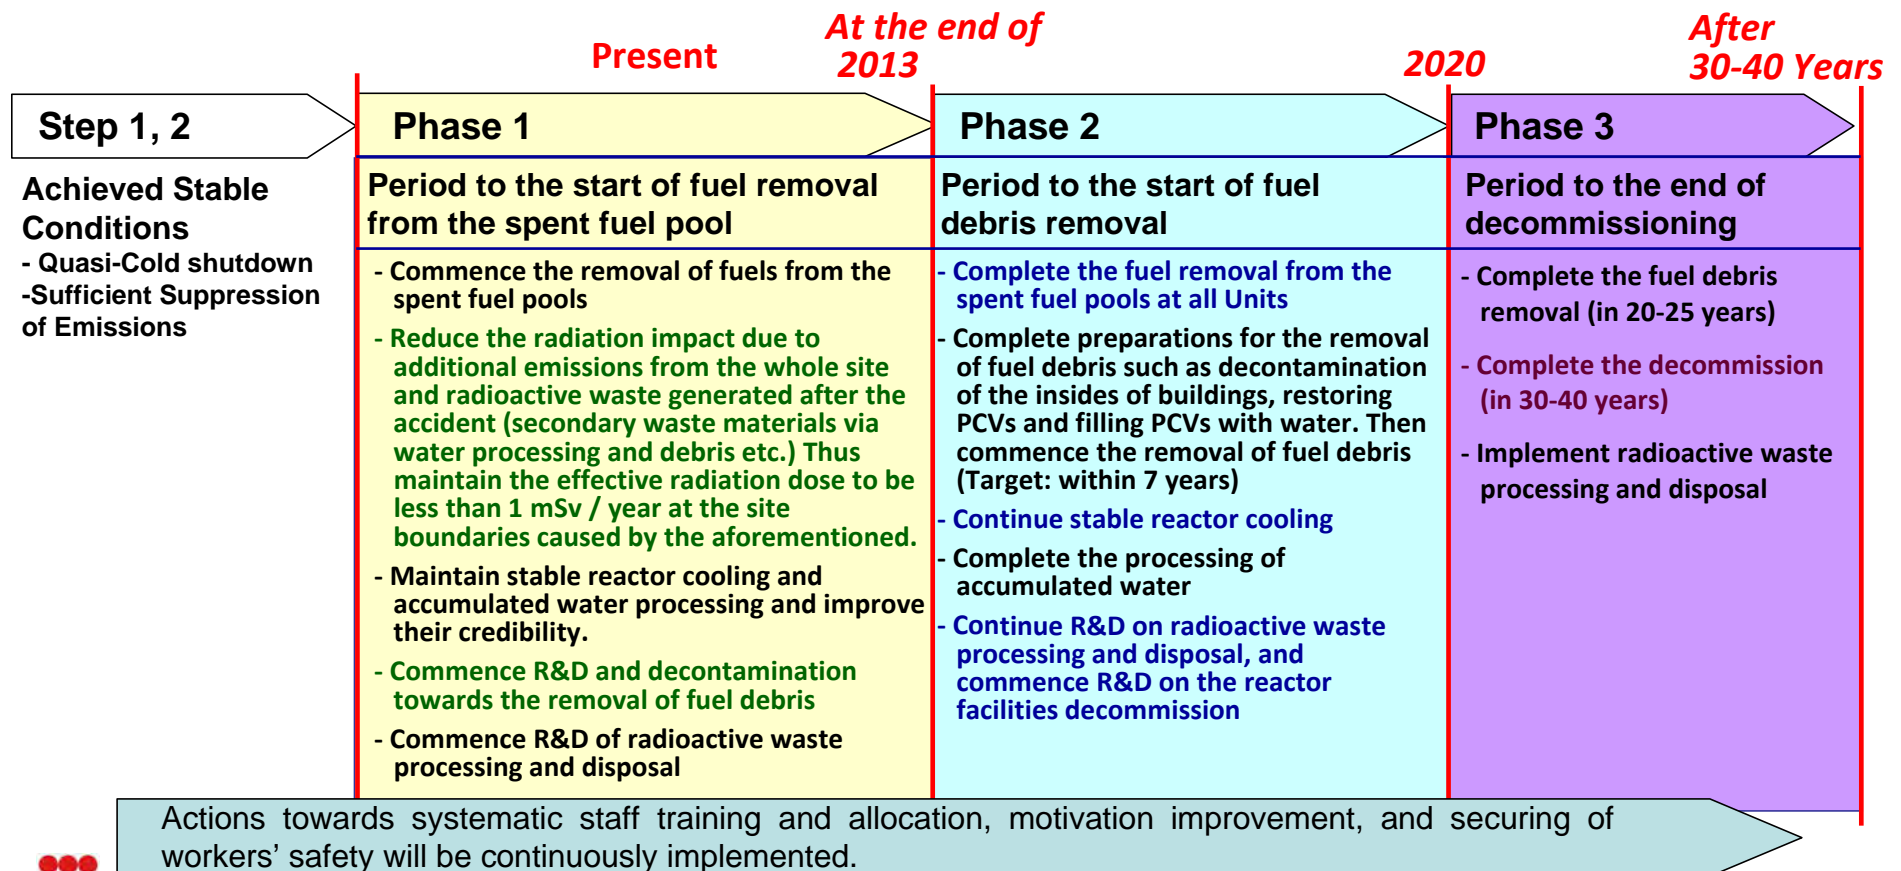 Present
At the end of
2013
2020
After
30-40 Years
Step 1, 2
Achieved Stable
Conditions
- Quasi-Cold shutdown
-Sufficient Suppression
of Emissions
Phase 1
Period to the start of fuel removal
from the spent fuel pool
- Commence the removal of fuels from the
spent fuel pools
- Reduce the radiation impact due to
additional emissions from the whole site
and radioactive waste generated after the
accident (secondary waste materials via
water processing and debris etc.) Thus
maintain the effective radiation dose to be
less than 1 mSv / year at the site
boundaries caused by the aforementioned.
- Maintain stable reactor cooling and
accumulated water processing and improve
their credibility.
- Commence R&D and decontamination
towards the removal of fuel debris
- Commence R&D of radioactive waste
processing and disposal
Phase 2
Period to the start of fuel
debris removal
- Complete the fuel removal from the
spent fuel pools at all Units
- Complete preparations for the removal
of fuel debris such as decontamination
of the insides of buildings, restoring
PCVs and filling PCVs with water. Then
commence the removal of fuel debris
(Target: within 7 years)
- Continue stable reactor cooling
- Complete the processing of
accumulated water
- Continue R&D on radioactive waste
processing and disposal, and
commence R&D on the reactor
facilities decommission
Phase 3
Period to the end of
decommissioning
- Complete the fuel debris
removal (in 20-25 years)
- Complete the decommission
(in 30-40 years)
- Implement radioactive waste
processing and disposal
Actions towards systematic staff training and allocation, motivation improvement, and securing of
workers' safety will be continuously implemented.